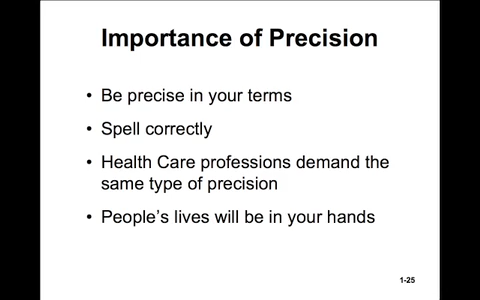 Importance of Precision
• Be precise in your terms
• Spell correctly
• Health Care professions demand the
same type of precision
• People's lives will be in your hands
1-25